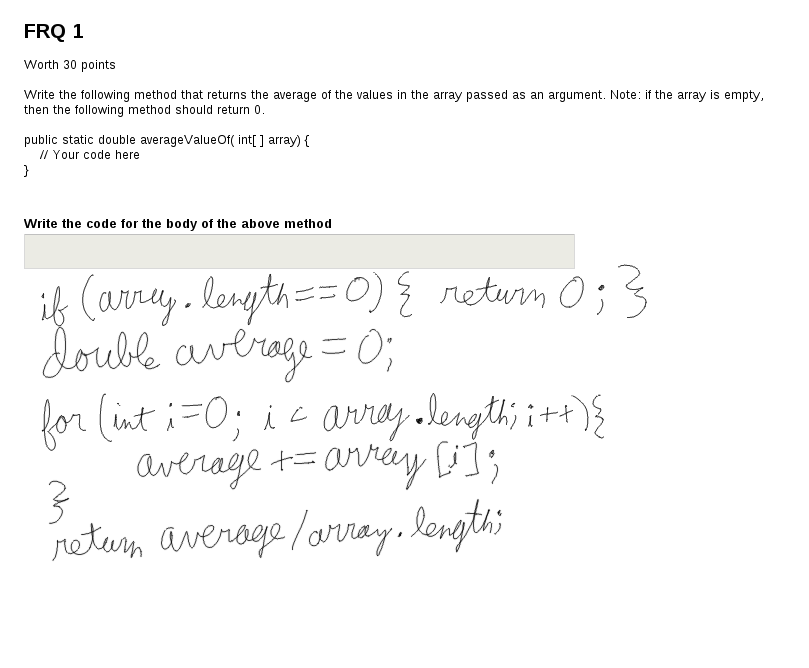 FRQ 1
Worth 30 points
Write the following method that returns the average of the values in the array passed as an argument. Note: if the array is empty,
then the following method should return 0.
public static double averageValueOf( int[ ] array) {
// Your code here
}
Write the code for the body of the above method
if (array.length==0) { return 0; }
double average = 0;
for (int i=0; i < array.length; i++){
average += array [i];
}
return average/array.length;